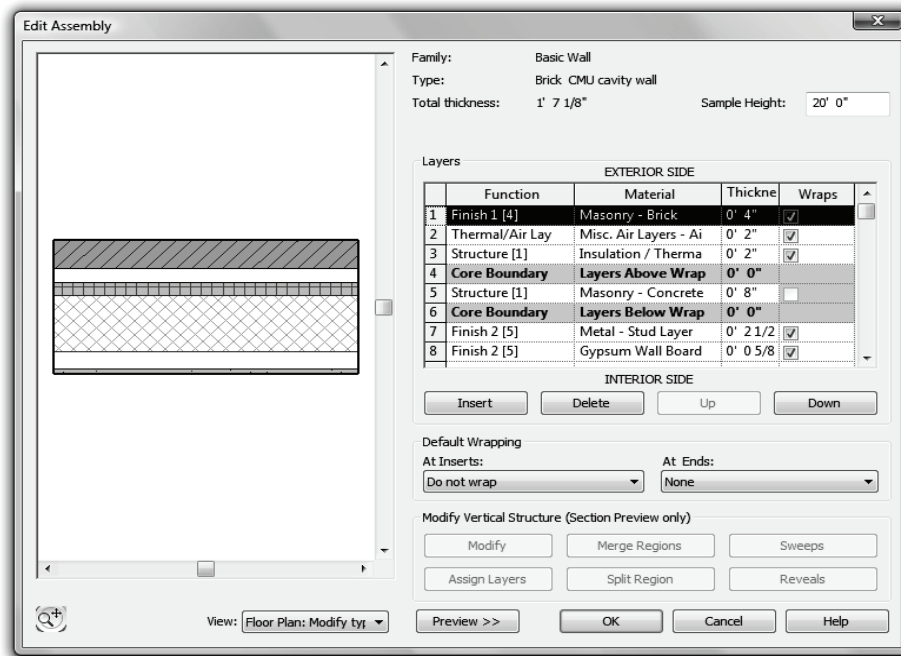 Edit Assembly
X
Family: Basic Wall
Type: Brick CMU cavity wall
Total thickness: 1' 7 1/8" Sample Height: 20' 0"
Layers
EXTERIOR SIDE
Function Material Thickne Wraps
1 Finish 1 [4] Masonry - Brick 0' 4"
2 Thermal/Air Lay Misc. Air Layers - Ai 0' 2"
3 Structure [1] Insulation / Therma 0' 2"
4 Core Boundary Layers Above Wrap 0' 0"
5 Structure [1] Masonry - Concrete 0' 8"
6 Core Boundary Layers Below Wrap 0' 0"
7 Finish 2 [5] Metal - Stud Layer 0' 2 1/2
8 Finish 2 [5] Gypsum Wall Board 0' 0 5/8
INTERIOR SIDE
Insert Delete Up Down
Default Wrapping
At Inserts: At Ends:
Do not wrap None
Modify Vertical Structure (Section Preview only)
Modify Merge Regions Sweeps
Assign Layers Split Region Reveals
View: Floor Plan: Modify typ Preview >> OK Cancel Help